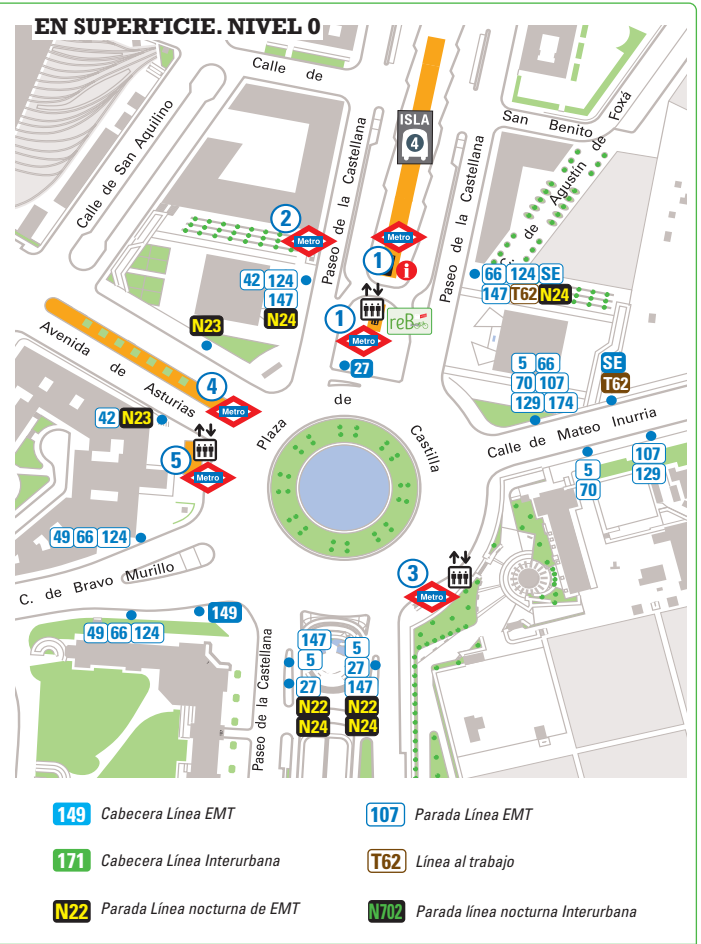 EN SUPERFICIE. NIVEL 0
Calle de
Calle de San Aquilino
Paseo de la Castellana
ISLA
4
Paseo de la Castellana
San Benito
C. de Agustín de Foxá
2
Metro
Metro
1
i
42 124
147
N24
66 124 SE
147 T62 N24
N23
1
reB
Metro
27
Avenida de Asturias
4
Metro
42 N23
5
Metro
Plaza
de
Castilla
5 66
70 107
129 174
SE
T62
Calle de Mateo Inurria
5
70
107
129
49 66 124
C. de Bravo Murillo
3
Metro
149
49 66 124
Paseo de la Castellana
147
5
27
N22
N24
5
27
147
N22
N24
149 Cabecera Línea EMT
107 Parada Línea EMT
171 Cabecera Línea Interurbana
T62 Línea al trabajo
N22 Parada Línea nocturna de EMT
N702 Parada línea nocturna Interurbana